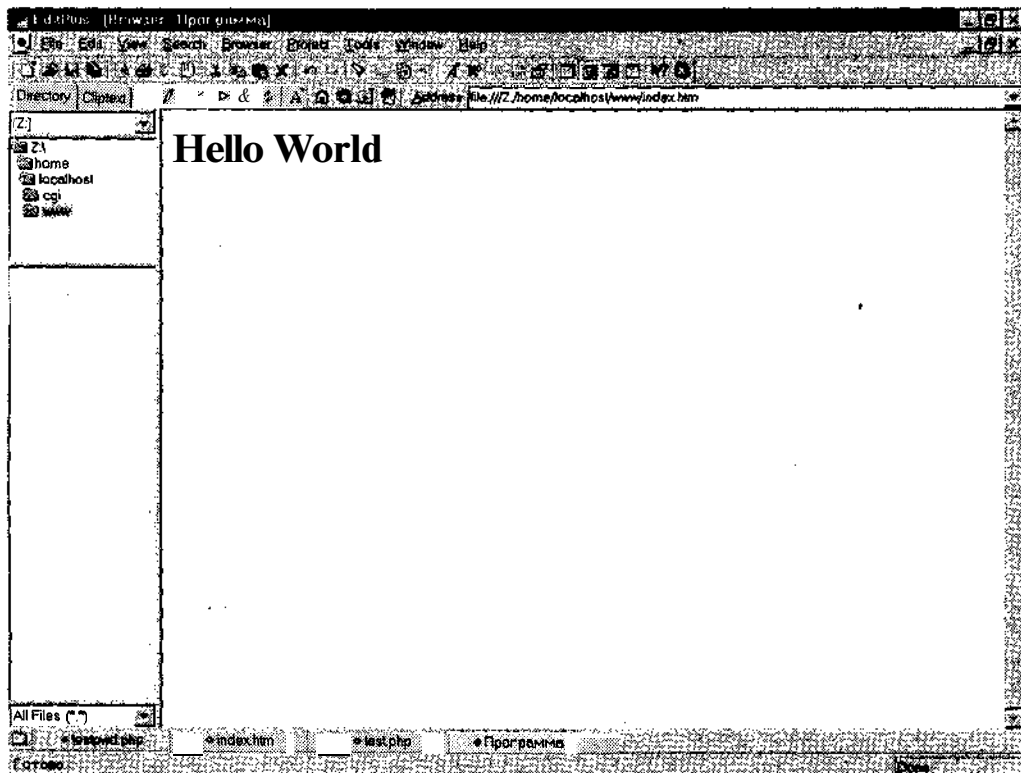 EditPlus - [Browser - Программа]
File Edit View Search Browser Project Tools Window Help
Directory Cliptext Address file:///Z:/home/localhost/www/index.htm
[Z:]
Z:\
home
localhost
cgi
www
Hello World
All Files (*.*)
index.htm test.php Программа
Готово